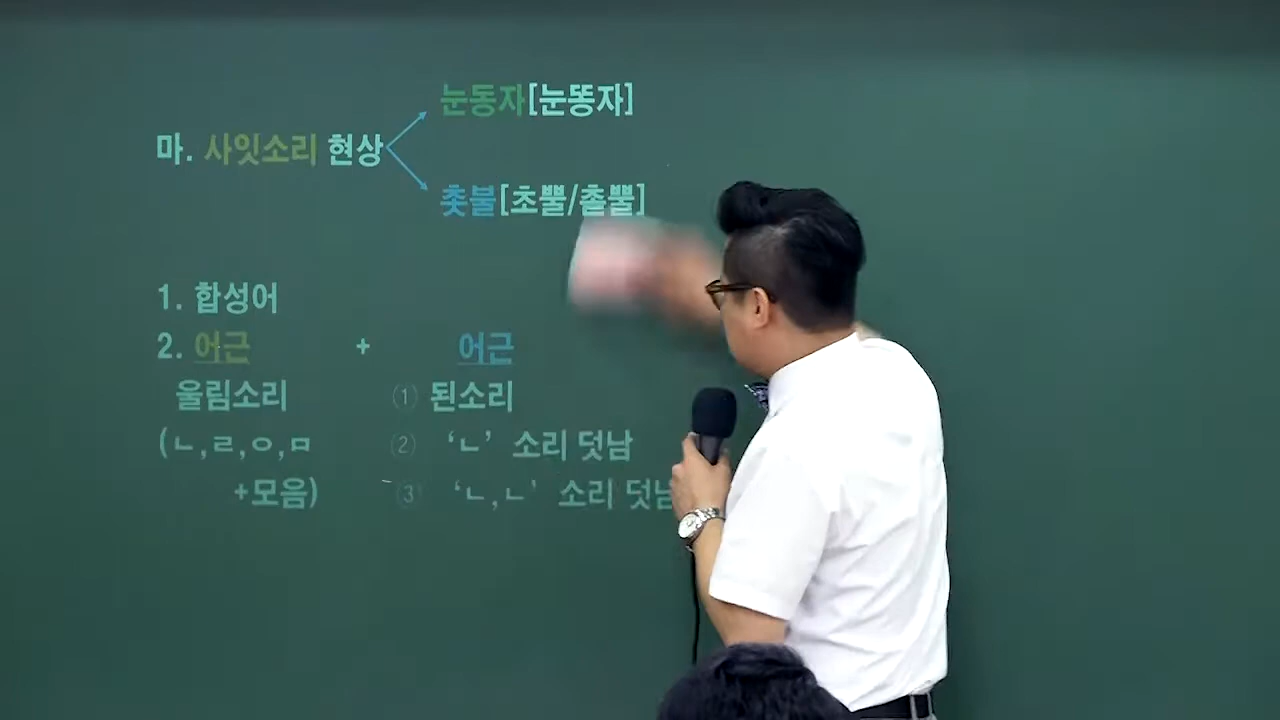 눈동자[눈똥자]
마. 사잇소리 현상
촛불[초뿔/촏뿔]
1. 합성어
2. 어근 + 어근
울림소리 ① 된소리
(ㄴ,ㄹ,ㅇ,ㅁ ② ‘ㄴ’ 소리 덧남
+모음) ③ ‘ㄴ,ㄴ’ 소리 덧남